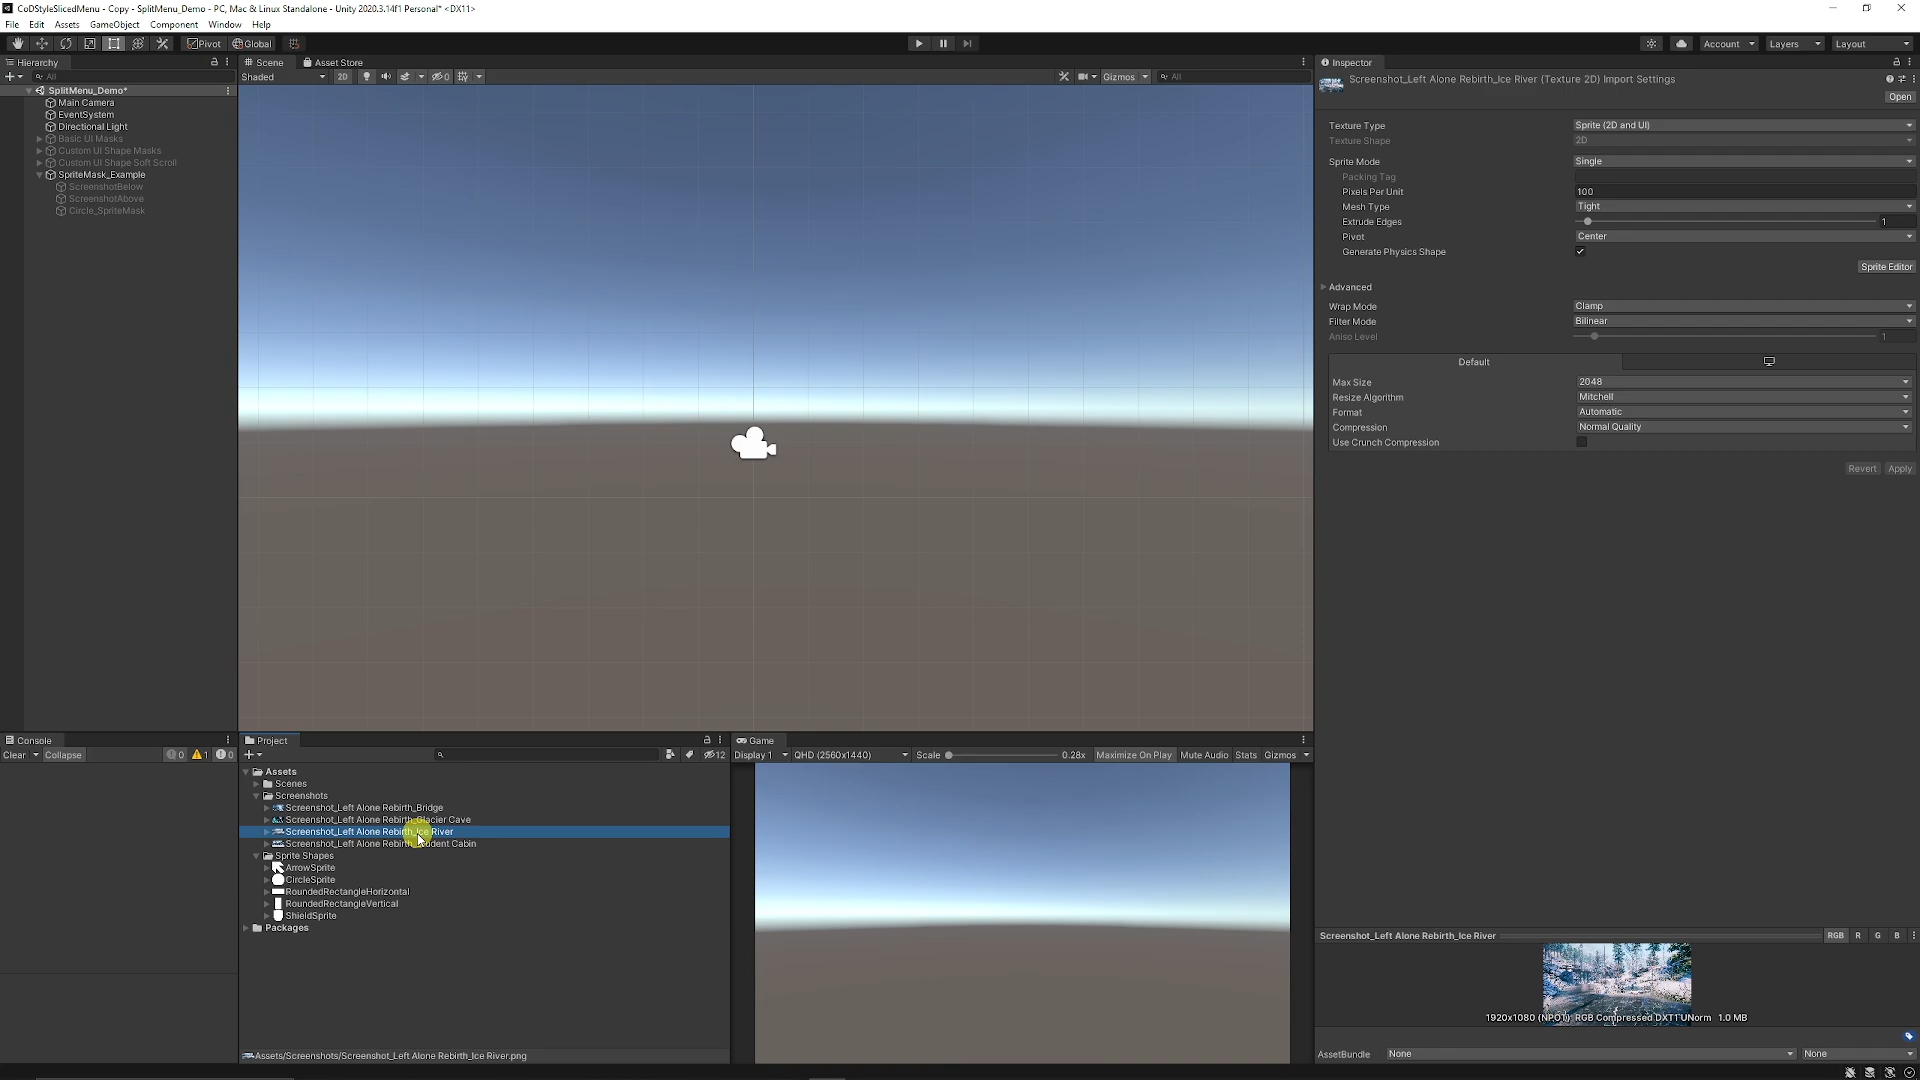 CoDStyleSlicedMenu - Copy - SplitMenu_Demo - PC, Mac & Linux Standalone - Unity 2020.3.14f1 Personal* <DX11>
File Edit Assets GameObject Component Window Help
Pivot Global
Account Layers Layout
Hierarchy
All
SplitMenu_Demo*
Main Camera
EventSystem
Directional Light
Basic UI Masks
Custom UI Shape Masks
Custom UI Shape Soft Scroll
SpriteMask_Example
ScreenshotBelow
ScreenshotAbove
Circle_SpriteMask
Scene Asset Store
Shaded 2D 0 Gizmos All
Inspector
Screenshot_Left Alone Rebirth_Ice River (Texture 2D) Import Settings
Open
Texture Type Sprite (2D and UI)
Texture Shape 2D
Sprite Mode Single
Packing Tag
Pixels Per Unit 100
Mesh Type Tight
Extrude Edges 1
Pivot Center
Generate Physics Shape
Sprite Editor
Advanced
Wrap Mode Clamp
Filter Mode Bilinear
Aniso Level 1
Default
Max Size 2048
Resize Algorithm Mitchell
Format Automatic
Compression Normal Quality
Use Crunch Compression
Revert Apply
Console
Clear Collapse 0 1 0
Project
12
Assets
Scenes
Screenshots
Screenshot_Left Alone Rebirth_Bridge
Screenshot_Left Alone Rebirth_Glacier Cave
Screenshot_Left Alone Rebirth_Ice River
Screenshot_Left Alone Rebirth_ udent Cabin
Sprite Shapes
ArrowSprite
CircleSprite
RoundedRectangleHorizontal
RoundedRectangleVertical
ShieldSprite
Packages
Assets/Screenshots/Screenshot_Left Alone Rebirth_Ice River.png
Game
Display 1 QHD (2560x1440) Scale 0.28x Maximize On Play Mute Audio Stats Gizmos
Screenshot_Left Alone Rebirth_Ice River RGB R G B
1920x1080 (NPOT) RGB Compressed DXT1 UNorm 1.0 MB
AssetBundle None None